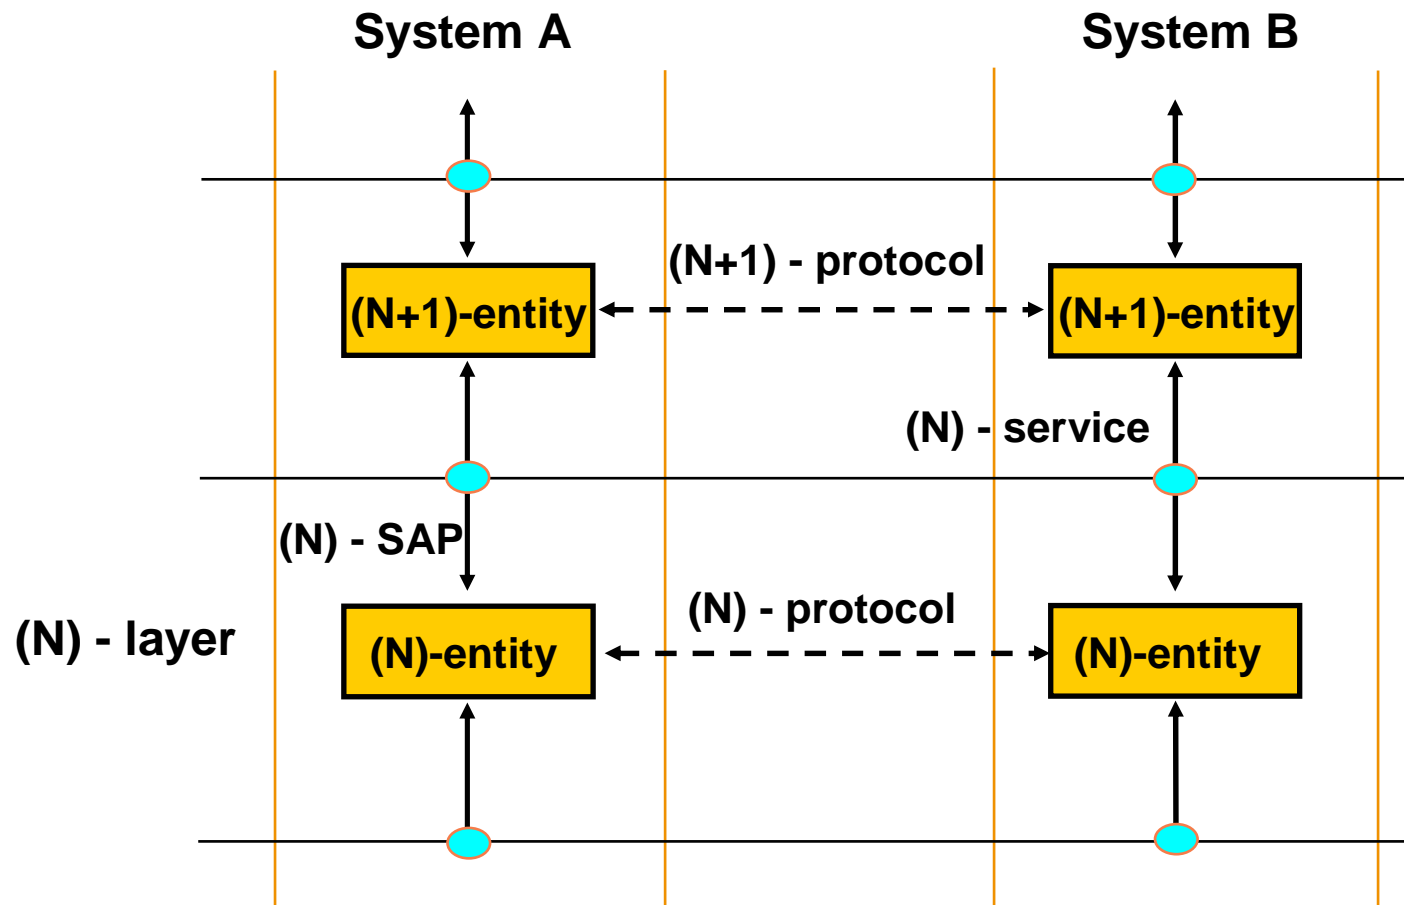 System A
System B
(N+1) - protocol
(N+1)-entity
(N+1)-entity
(N) - service
(N) - SAP
(N) - protocol
(N) - layer
(N)-entity
(N)-entity